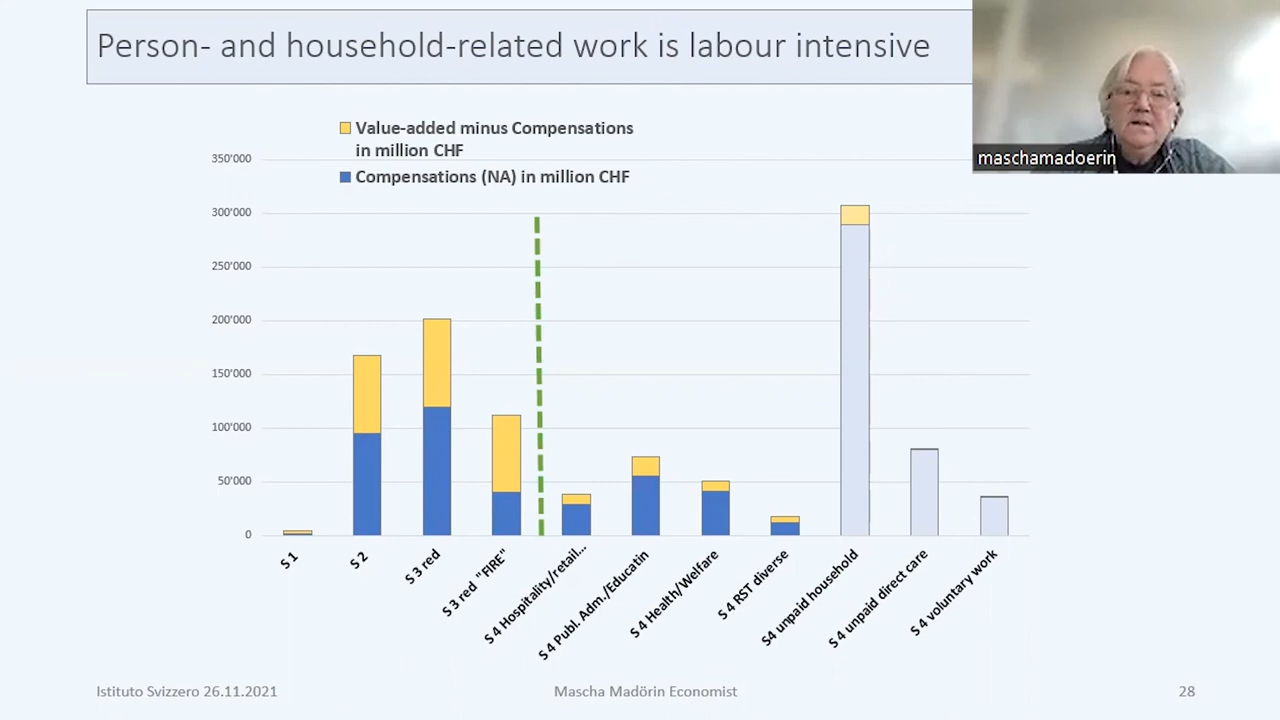 Person- and household-related work is labour intensive
maschamadoerin
Value-added minus Compensations
in million CHF
Compensations (NA) in million CHF
350'000
300'000
250'000
200'000
150'000
100'000
50'000
0
S 1
S 2
S 3 red
S 3 red "FIRE"
S 4 Hospitality/retail...
S 4 Publ. Adm./Educatin
S 4 Health/Welfare
S 4 RST diverse
S4 unpaid household
S 4 unpaid direct care
S 4 voluntary work
Istituto Svizzero 26.11.2021
Mascha Madörin Economist
28